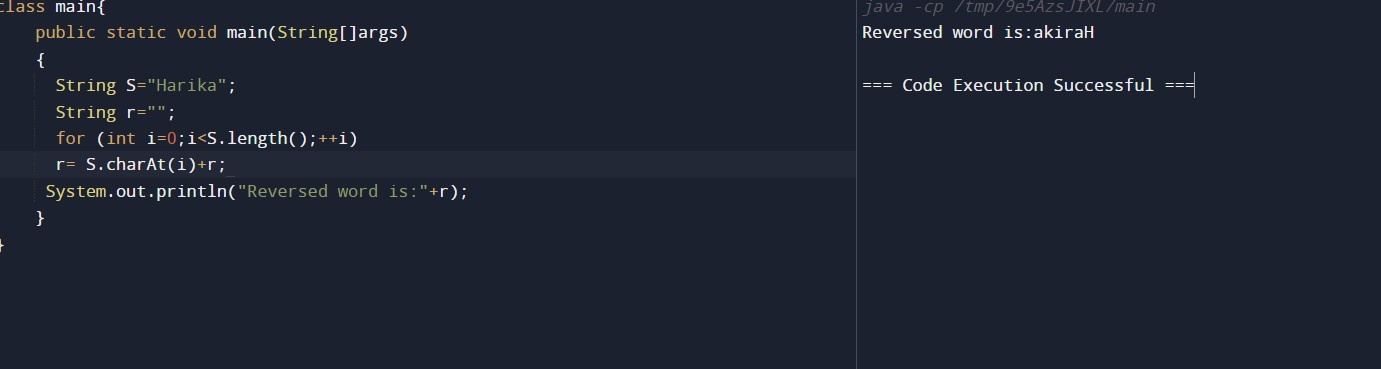 class main{
public static void main(String[]args)
{
String S="Harika";
String r="";
for (int i=0;i<S.length();++i)
r= S.charAt(i)+r;
System.out.println("Reversed word is:"+r);
}
}
java -cp /tmp/9e5AzsJIXL/main
Reversed word is:akiraH
=== Code Execution Successful ===